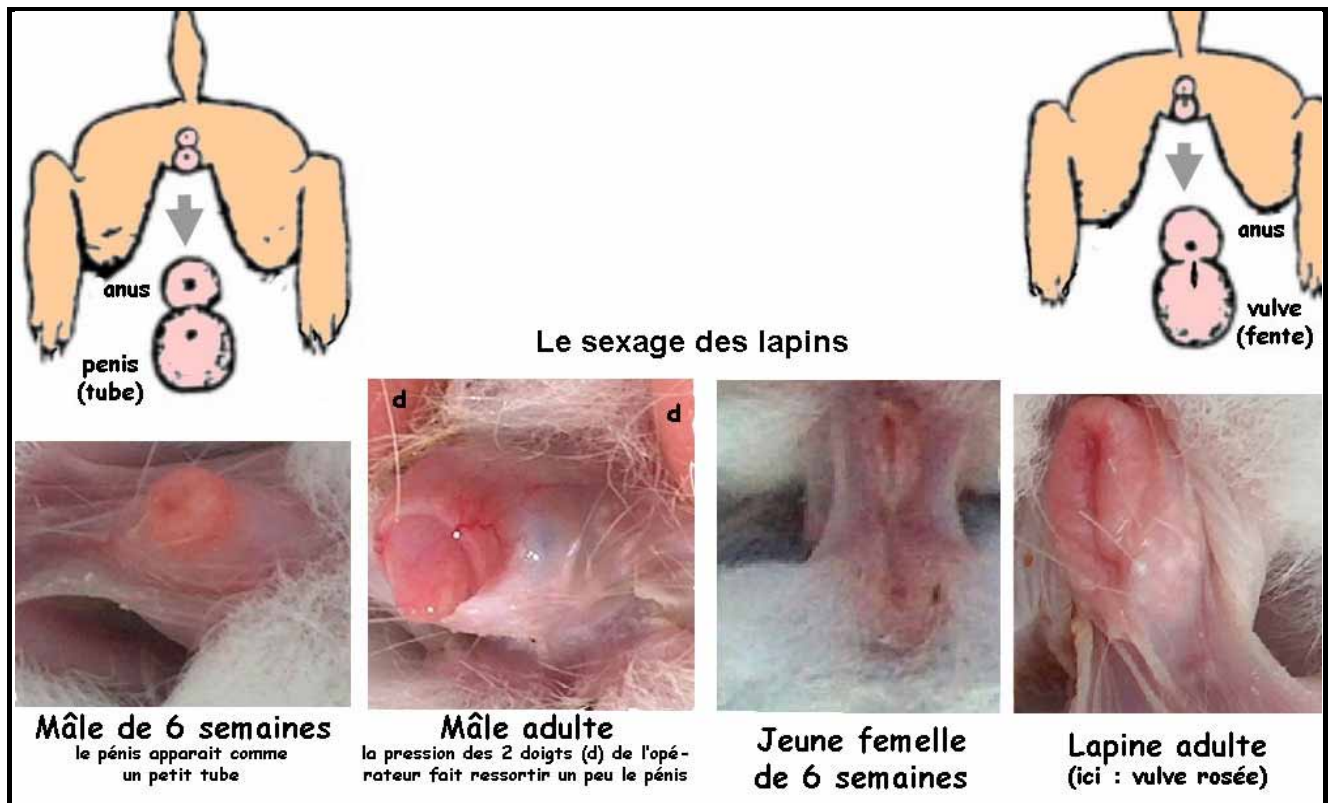 anus
penis
(tube)
anus
vulve
(fente)
Le sexage des lapins
d
d
Mâle de 6 semaines
le pénis apparait comme
un petit tube
Mâle adulte
la pression des 2 doigts (d) de l'opé-
rateur fait ressortir un peu le pénis
Jeune femelle
de 6 semaines
Lapine adulte
(ici : vulve rosée)